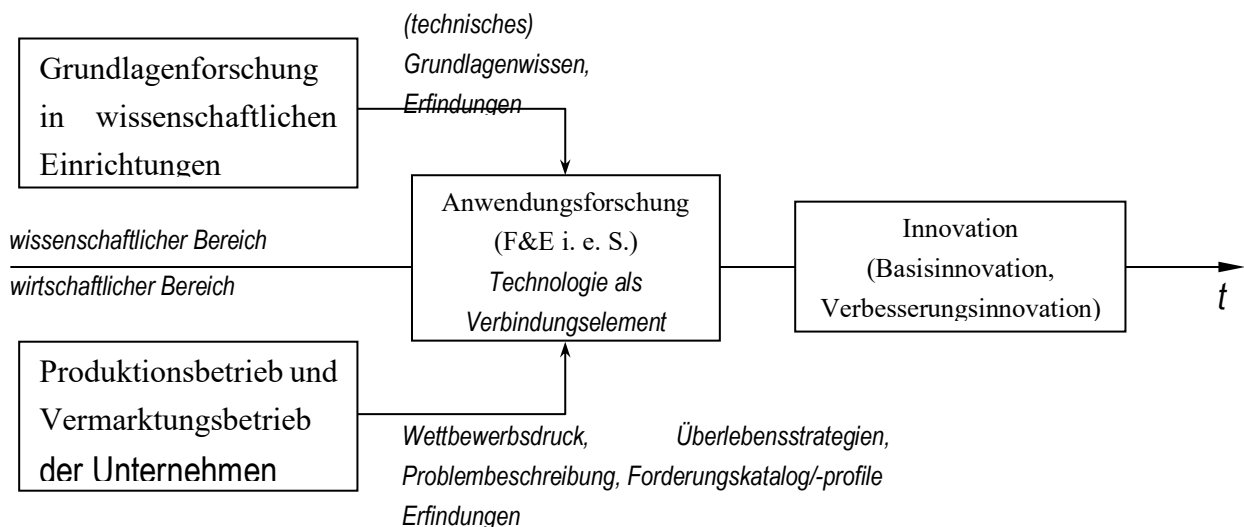 (technisches)
Grundlagenwissen,
Erfindungen
Grundlagenforschung
in wissenschaftlichen
Einrichtungen
wissenschaftlicher Bereich
wirtschaftlicher Bereich
Anwendungsforschung
(F&E i. e. S.)
Technologie als
Verbindungselement
Innovation
(Basisinnovation,
Verbesserungsinnovation)
t
Produktionsbetrieb und
Vermarktungsbetrieb
der Unternehmen
Wettbewerbsdruck, Überlebensstrategien,
Problembeschreibung, Forderungskatalog/-profile
Erfindungen